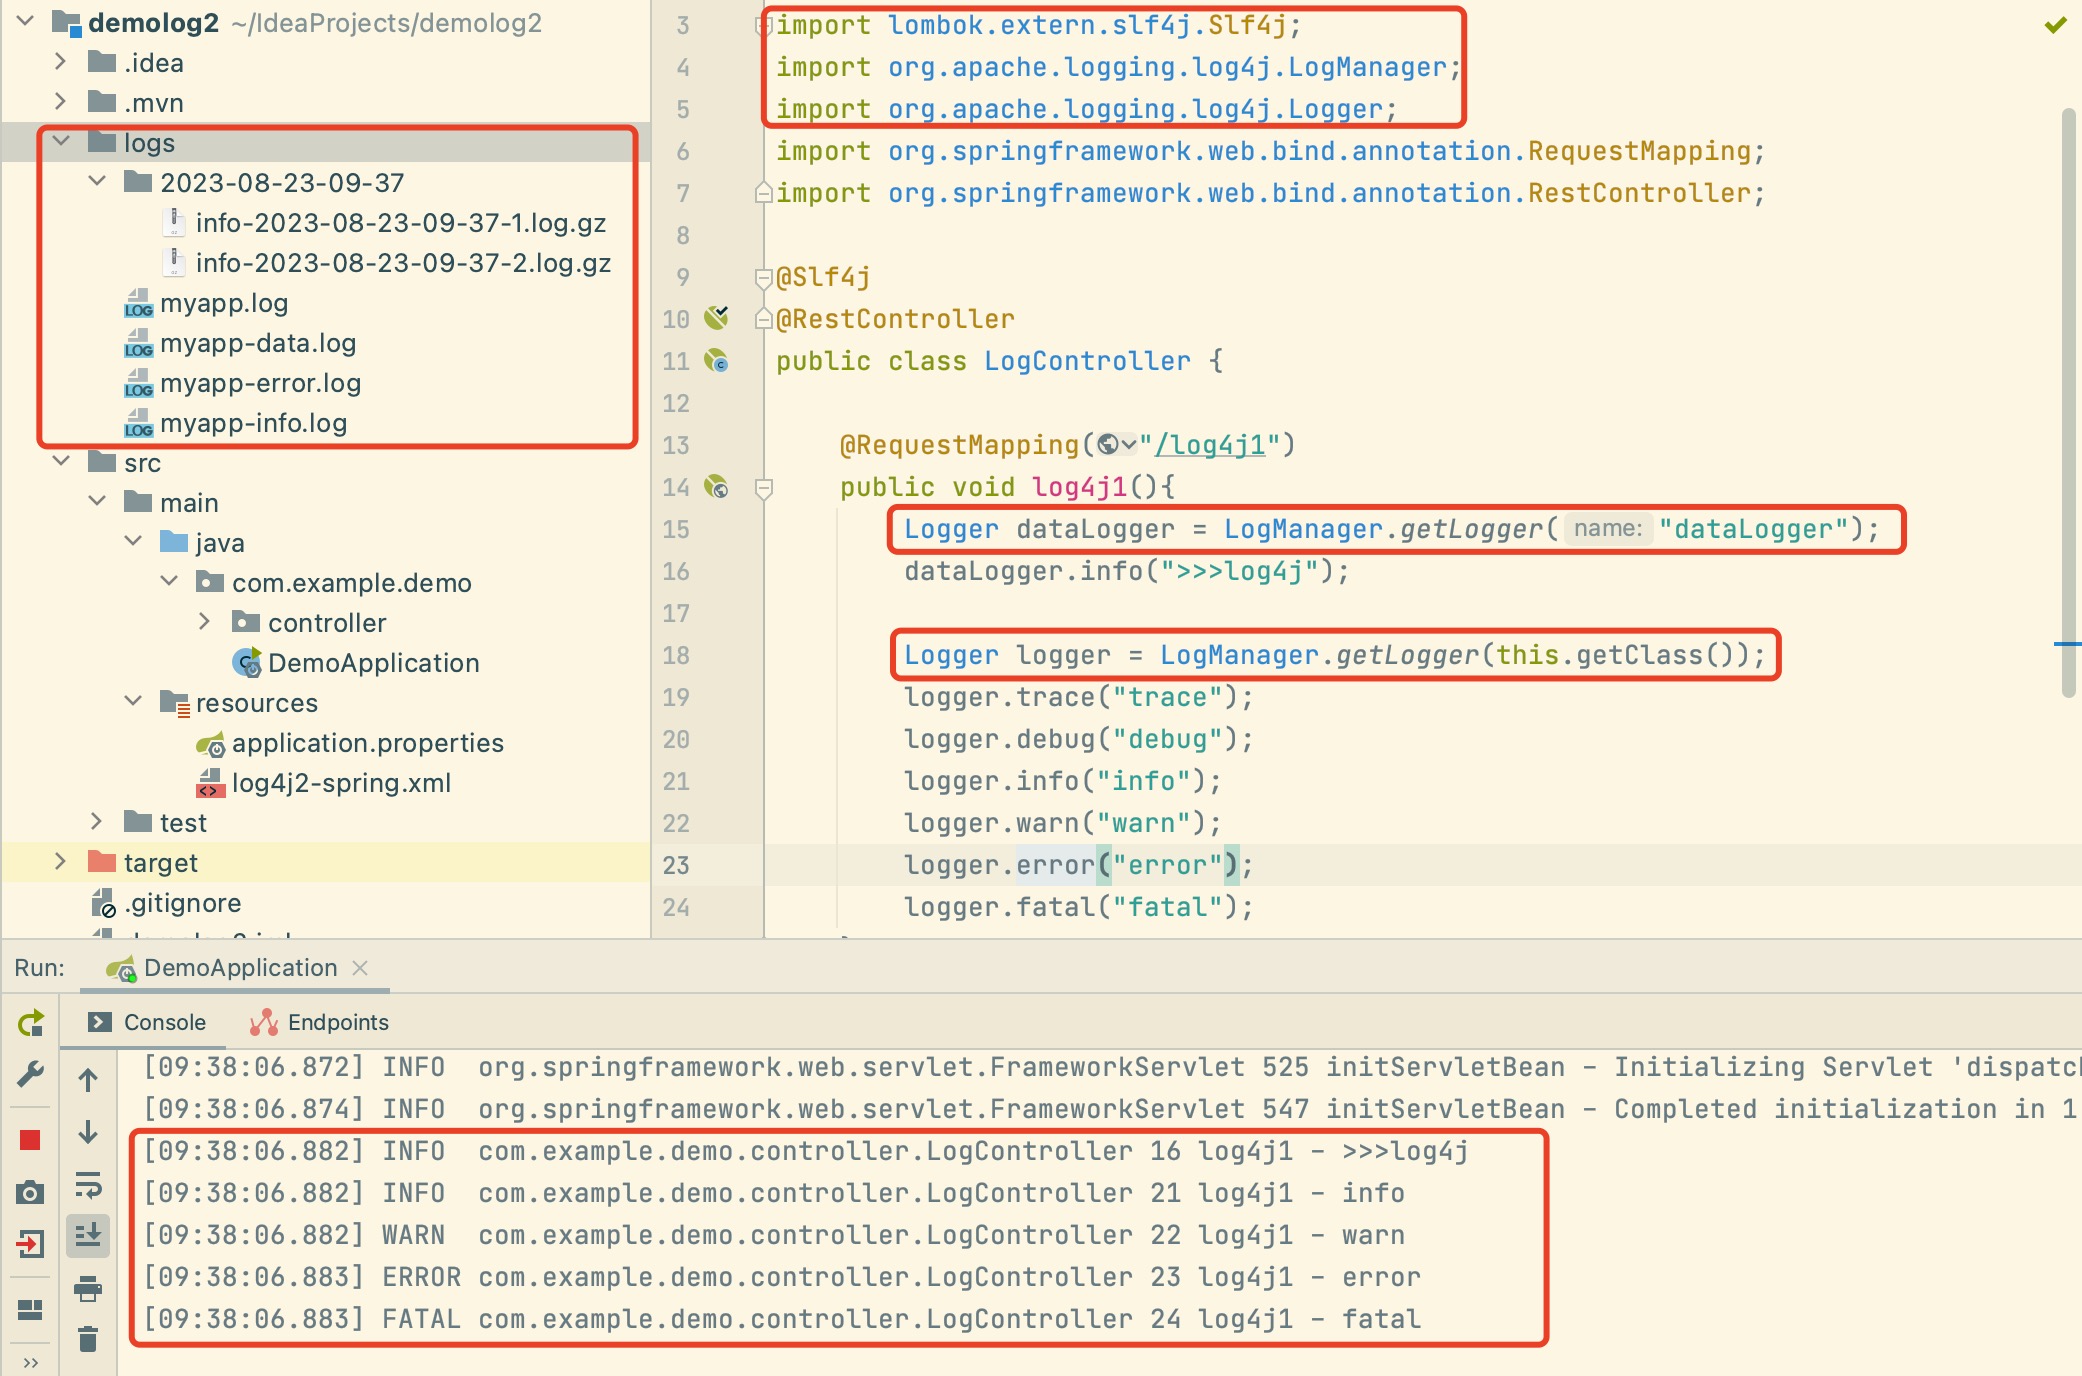 demolog2 ~/IdeaProjects/demolog2
.idea
.mvn
logs
2023-08-23-09-37
info-2023-08-23-09-37-1.log.gz
info-2023-08-23-09-37-2.log.gz
myapp.log
myapp-data.log
myapp-error.log
myapp-info.log
src
main
java
com.example.demo
controller
DemoApplication
resources
application.properties
log4j2-spring.xml
test
target
.gitignore
3 import lombok.extern.slf4j.Slf4j;
4 import org.apache.logging.log4j.LogManager;
5 import org.apache.logging.log4j.Logger;
6 import org.springframework.web.bind.annotation.RequestMapping;
7 import org.springframework.web.bind.annotation.RestController;
8
9 @Slf4j
10 @RestController
11 public class LogController {
12
13 @RequestMapping("/log4j1")
14 public void log4j1(){
15 Logger dataLogger = LogManager.getLogger( name: "dataLogger");
16 dataLogger.info(">>>log4j");
17
18 Logger logger = LogManager.getLogger(this.getClass());
19 logger.trace("trace");
20 logger.debug("debug");
21 logger.info("info");
22 logger.warn("warn");
23 logger.error("error");
24 logger.fatal("fatal");
Run: DemoApplication
Console Endpoints
[09:38:06.872] INFO org.springframework.web.servlet.FrameworkServlet 525 initServletBean - Initializing Servlet 'dispatch
[09:38:06.874] INFO org.springframework.web.servlet.FrameworkServlet 547 initServletBean - Completed initialization in 1
[09:38:06.882] INFO com.example.demo.controller.LogController 16 log4j1 - >>>log4j
[09:38:06.882] INFO com.example.demo.controller.LogController 21 log4j1 - info
[09:38:06.882] WARN com.example.demo.controller.LogController 22 log4j1 - warn
[09:38:06.883] ERROR com.example.demo.controller.LogController 23 log4j1 - error
[09:38:06.883] FATAL com.example.demo.controller.LogController 24 log4j1 - fatal